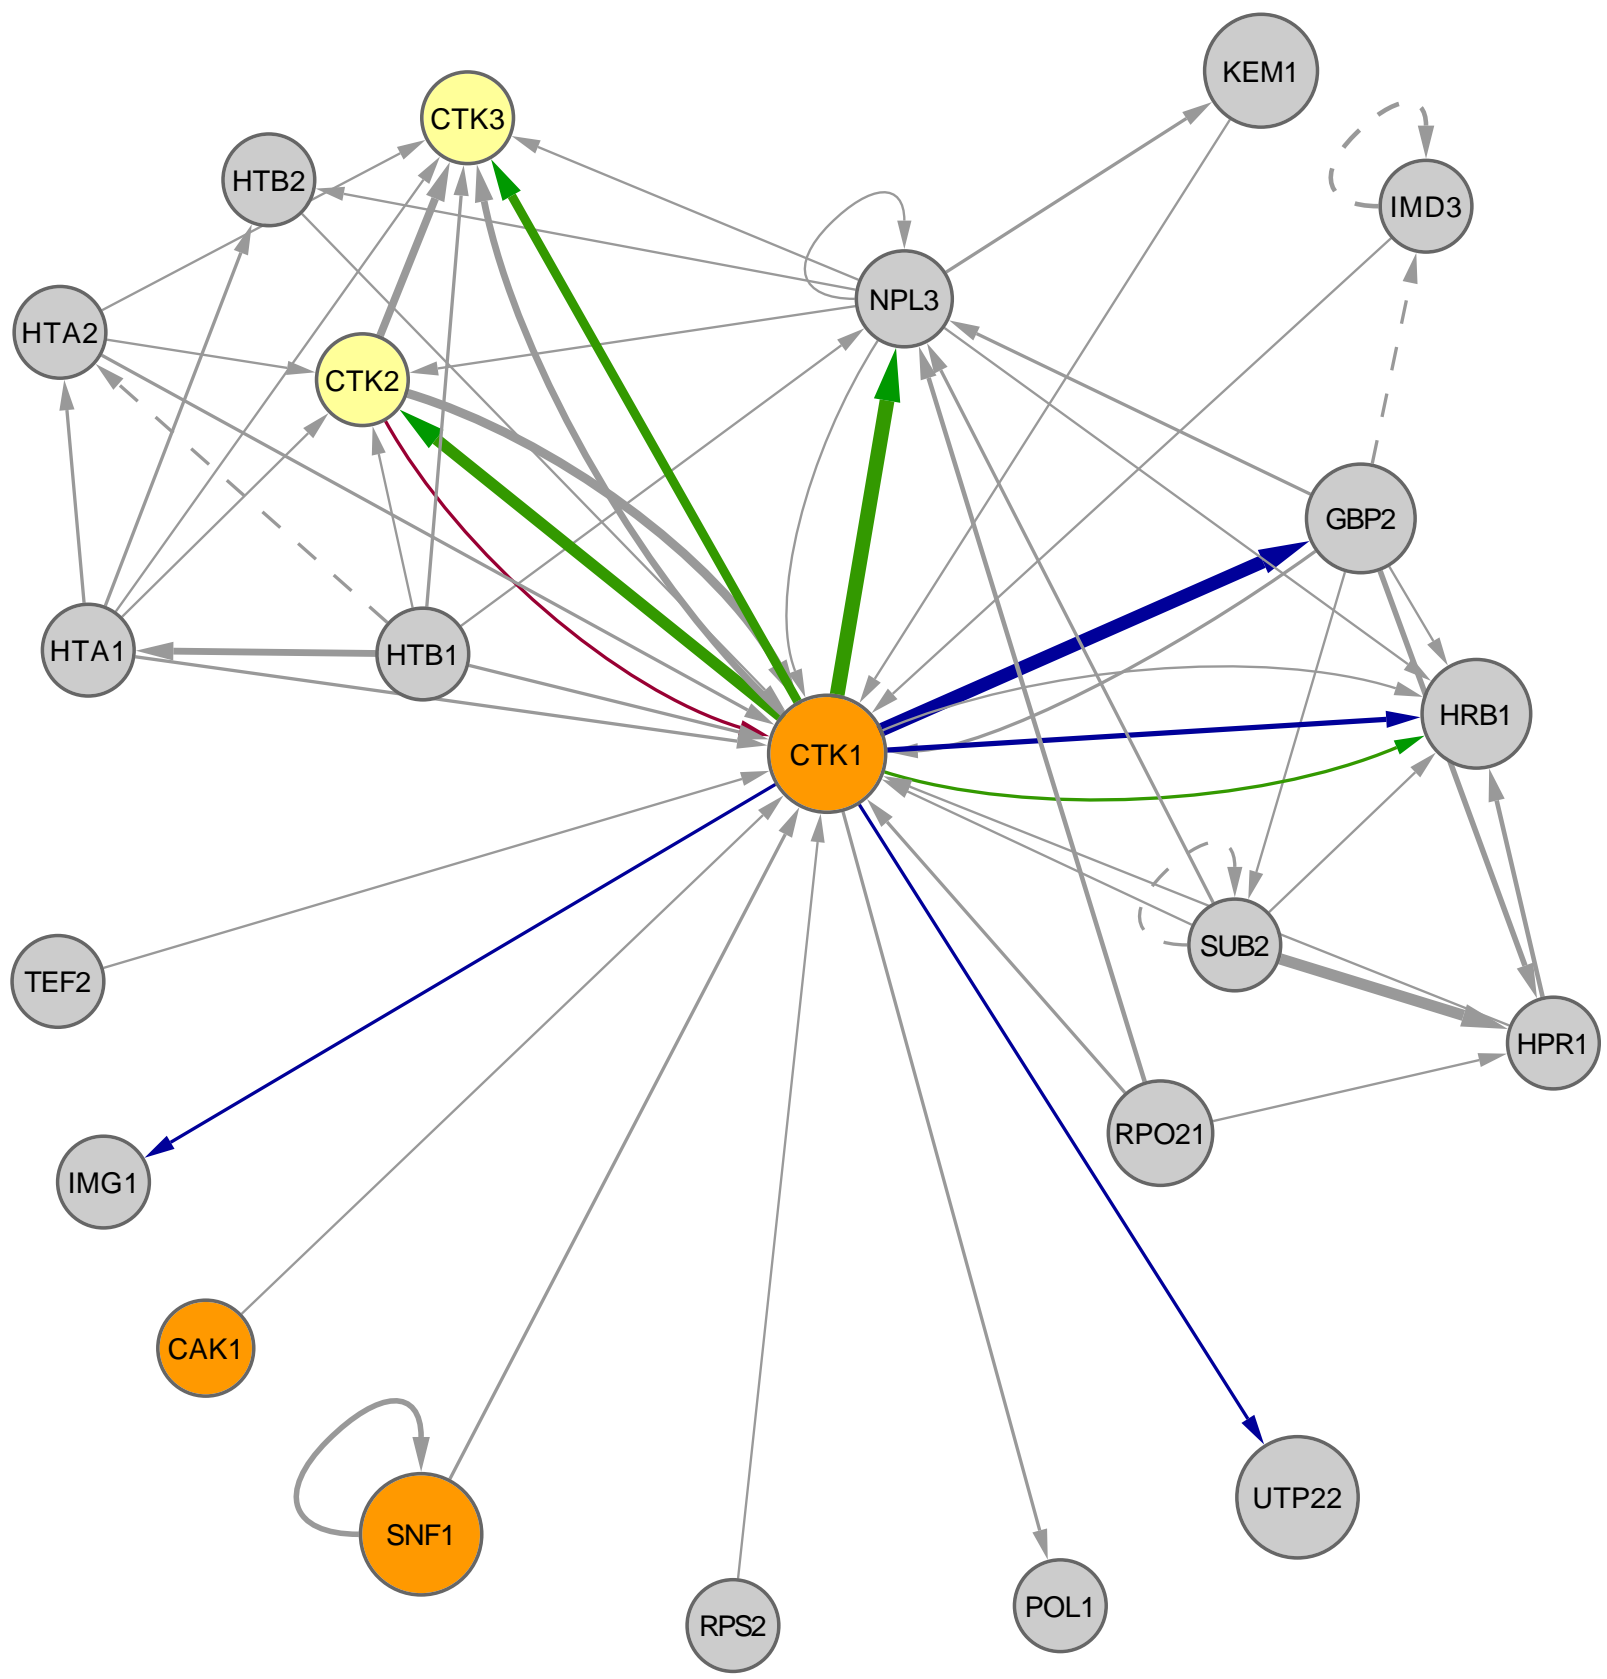 KEM1
CTK3
HTB2
IMD3
NPL3
HTA2
CTK2
GBP2
HTA1
HTB1
HRB1
CTK1
SUB2
TEF2
HPR1
RPO21
IMG1
CAK1
UTP22
SNF1
POL1
RPS2